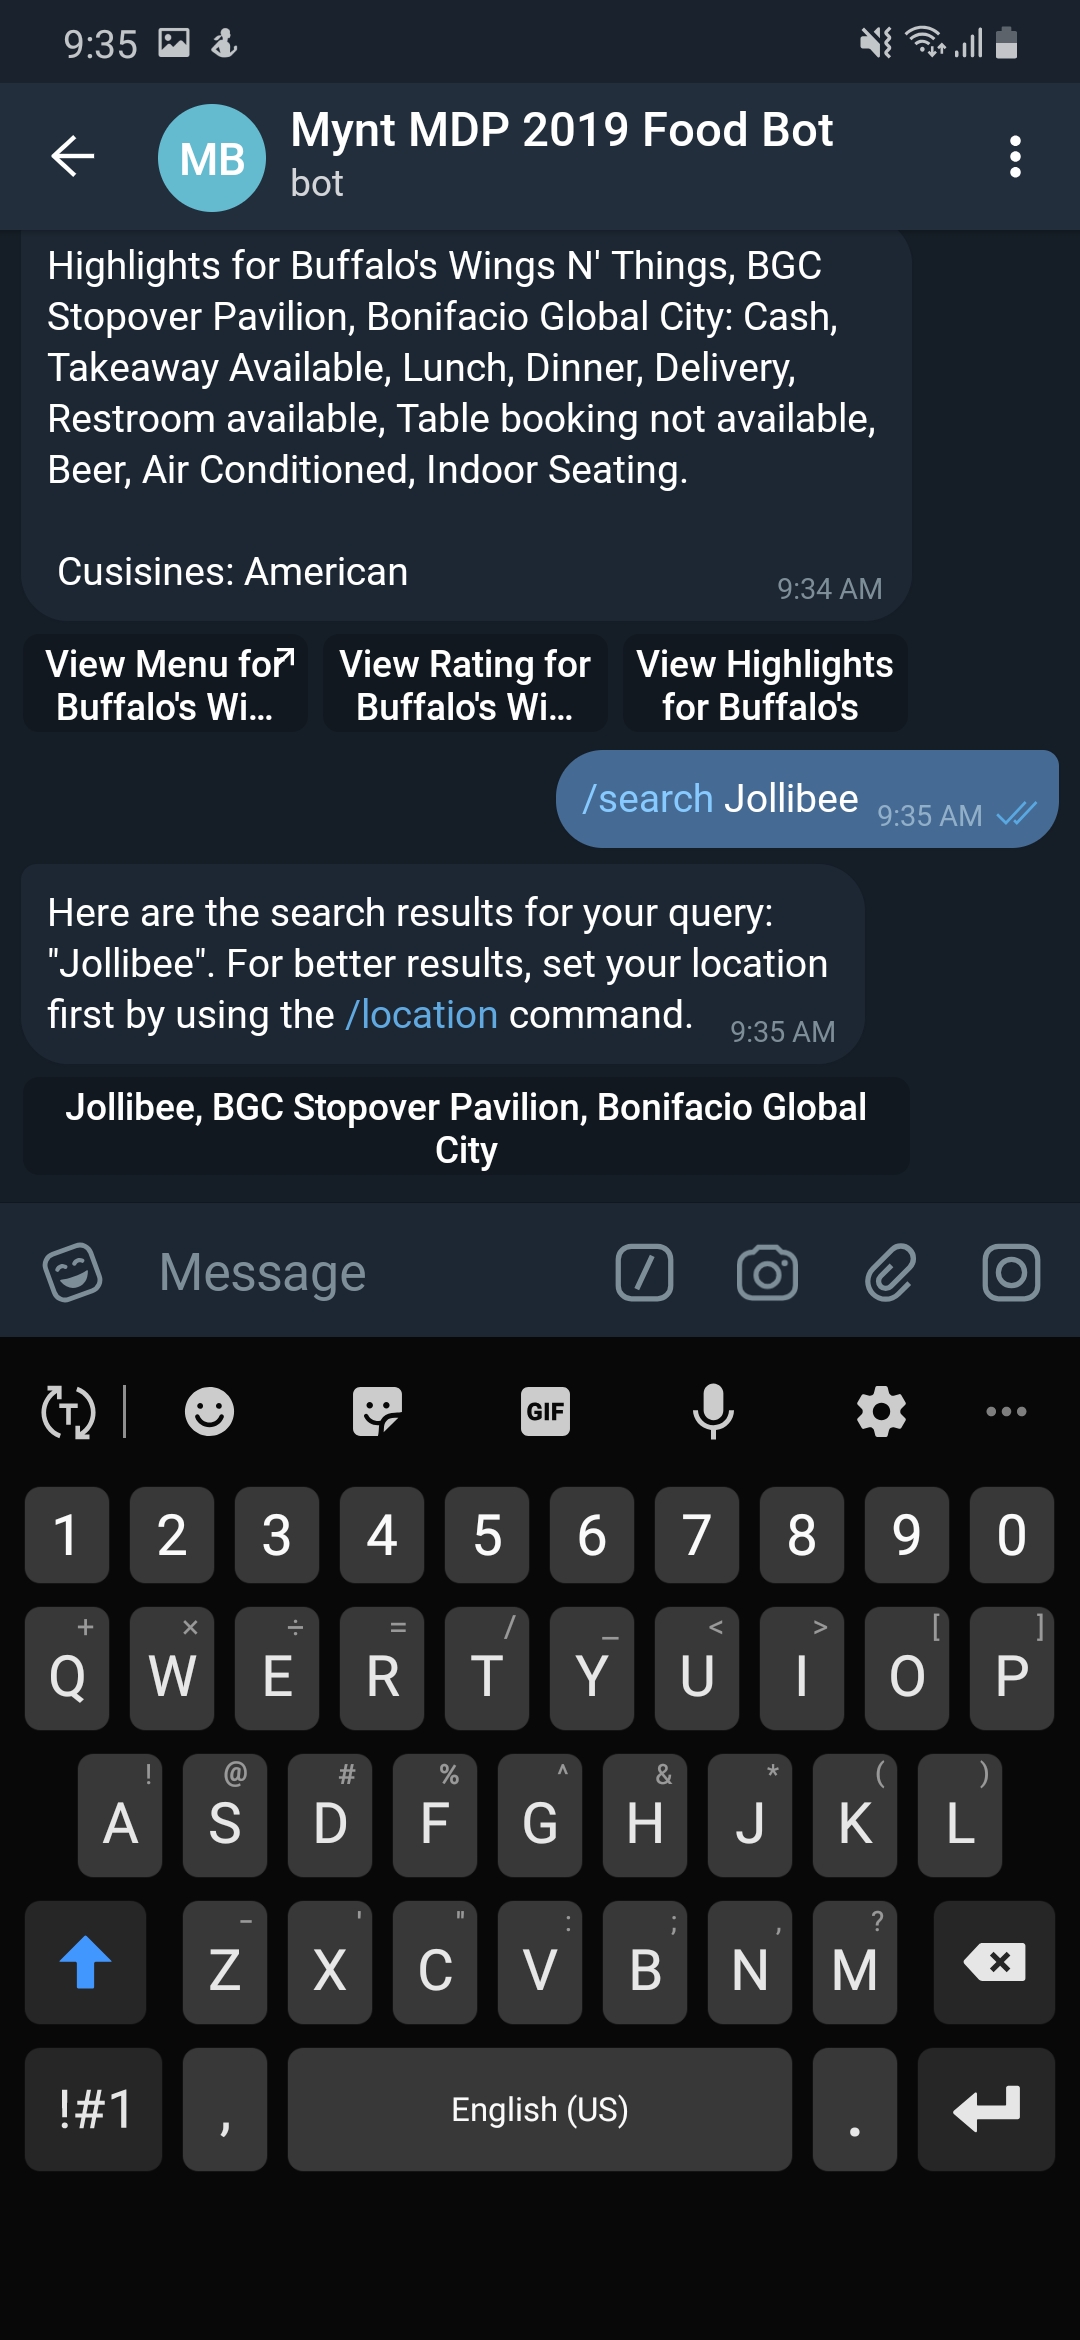 9:35
MB
Mynt MDP 2019 Food Bot
bot
Highlights for Buffalo's Wings N' Things, BGC
Stopover Pavilion, Bonifacio Global City: Cash,
Takeaway Available, Lunch, Dinner, Delivery,
Restroom available, Table booking not available,
Beer, Air Conditioned, Indoor Seating.
Cusisines: American
9:34 AM
View Menu for
Buffalo's Wi...
View Rating for
Buffalo's Wi...
View Highlights
for Buffalo's
/search Jollibee 9:35 AM
Here are the search results for your query:
"Jollibee". For better results, set your location
first by using the /location command. 9:35 AM
Jollibee, BGC Stopover Pavilion, Bonifacio Global
City
Message
T GIF
1 2 3 4 5 6 7 8 9 0
+ × ÷ = / _ < > [ ]
Q W E R T Y U I O P
! @ # % ^ & * ( )
A S D F G H J K L
- ' " : ; , ?
Z X C V B N M
!#1 , English (US) .